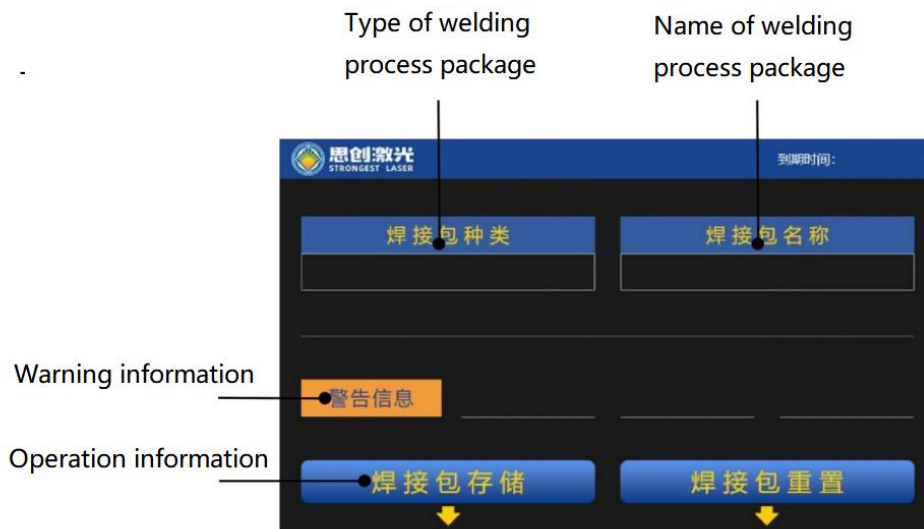 Type of welding
process package
Name of welding
process package
思创激光
STRONGEST LASER
到期时间:
焊接包种类
焊接包名称
Warning information
警告信息
Operation information
焊接包存储
焊接包重置